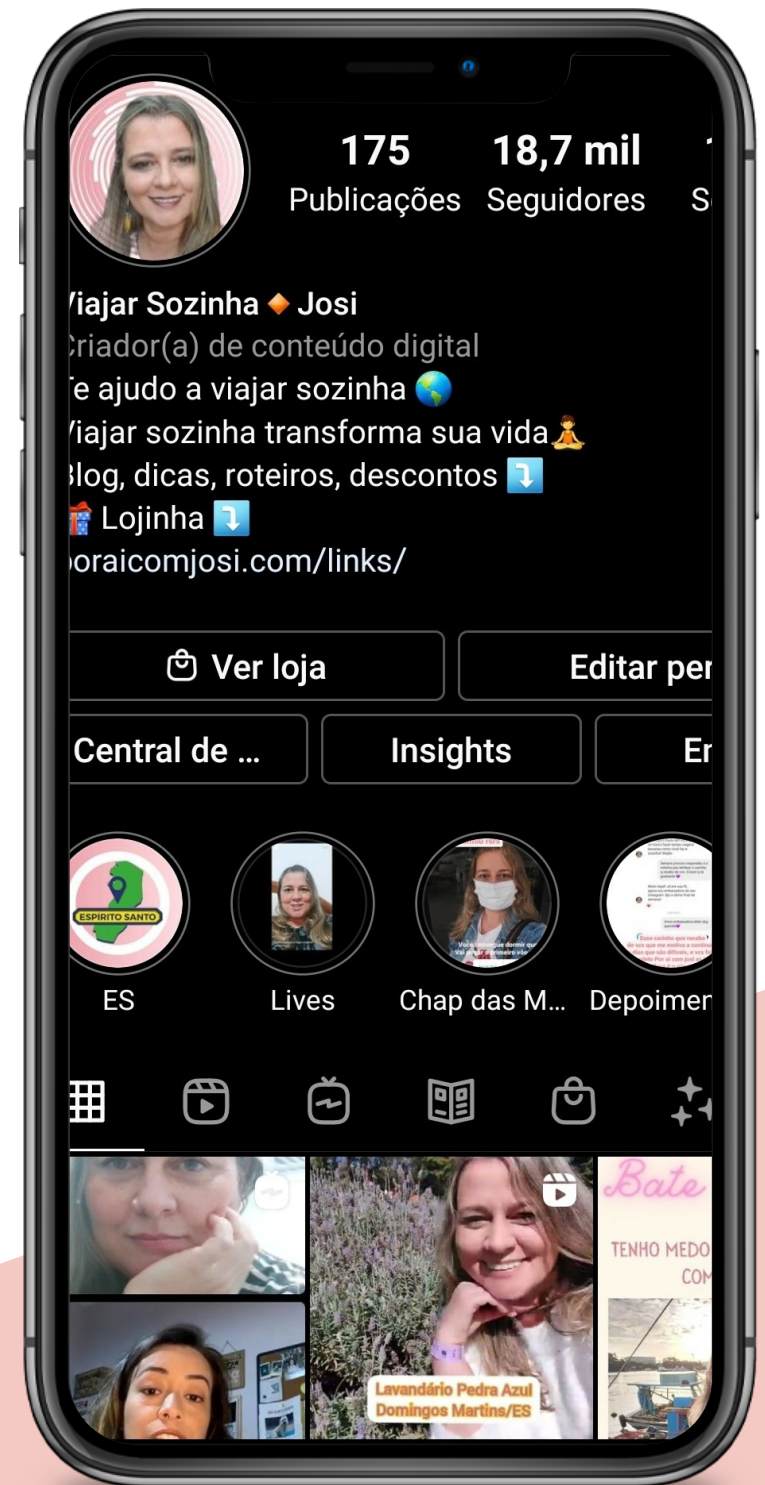 175 18,7 mil
Publicações Seguidores
Viajar Sozinha🔸Josi
Criador(a) de conteúdo digital
Te ajudo a viajar sozinha 🌎
Viajar sozinha transforma sua vida🧘
Blog, dicas, roteiros, descontos ⤵️
🎁 Lojinha ⤵️
poraicomjosi.com/links/
Ver loja Editar per
Central de ... Insights
ESPIRITO SANTO
ES Lives Chap das M... Depoimen
Bate
TENHO MEDO
Lavandário Pedra Azul
Domingos Martins/ES